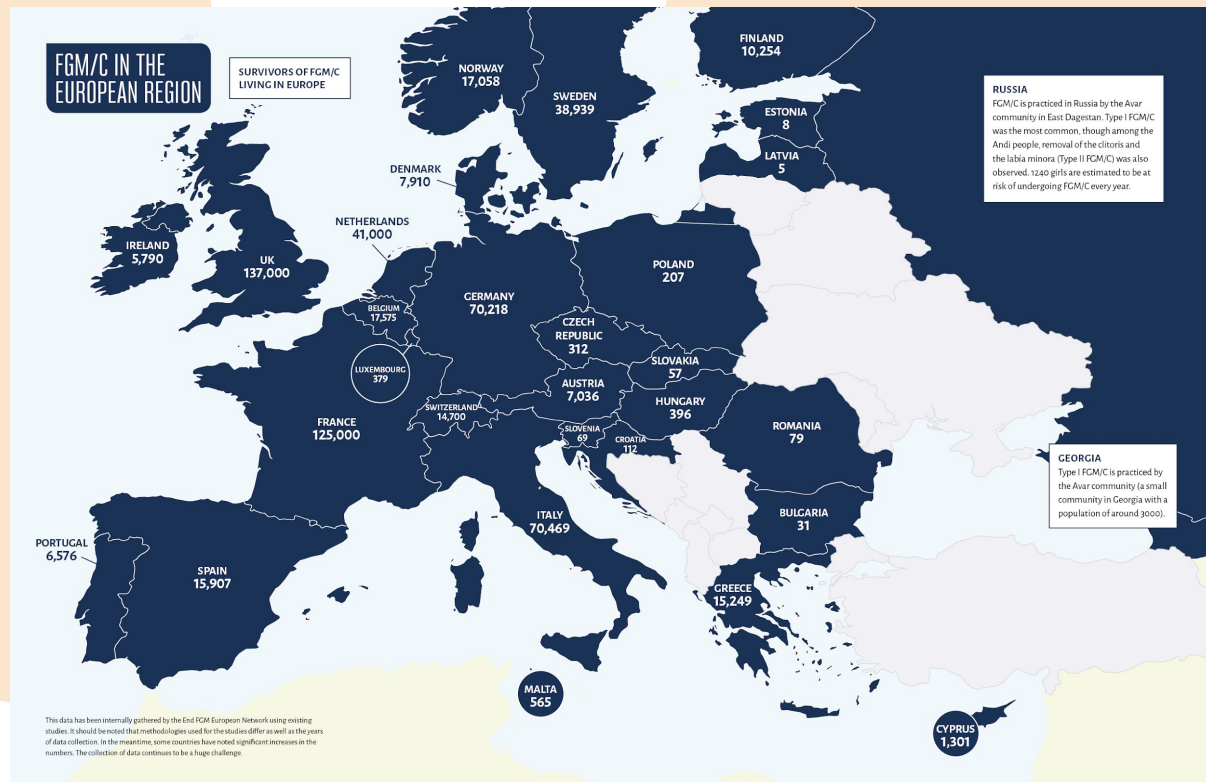 FGM/C IN THE
EUROPEAN REGION
SURVIVORS OF FGM/C
LIVING IN EUROPE
FINLAND
10,254
NORWAY
17,058
SWEDEN
38,939
ESTONIA
8
LATVIA
5
RUSSIA
FGM/C is practiced in Russia by the Avar
community in East Dagestan. Type I FGM/C
was the most common, though among the
Andi people, removal of the clitoris and
the labia minora (Type II FGM/C) was also
observed. 1240 girls are estimated to be at
risk of undergoing FGM/C every year.
DENMARK
7,910
NETHERLANDS
41,000
IRELAND
5,790
UK
137,000
BELGIUM
17,575
GERMANY
70,218
POLAND
207
CZECH
REPUBLIC
312
LUXEMBOURG
379
SLOVAKIA
57
AUSTRIA
7,036
HUNGARY
396
SWITZERLAND
14,700
FRANCE
125,000
SLOVENIA
69
CROATIA
112
ROMANIA
79
GEORGIA
Type I FGM/C is practiced by
the Avar community (a small
community in Georgia with a
population of around 3000).
ITALY
70,469
BULGARIA
31
PORTUGAL
6,576
SPAIN
15,907
GREECE
15,249
MALTA
565
CYPRUS
1,301
This data has been internally gathered by the End FGM European Network using existing
studies. It should be noted that methodologies used for the studies differ as well as the years
of data collection. In the meantime, some countries have noted significant increases in the
numbers. The collection of data continues to be a huge challenge.